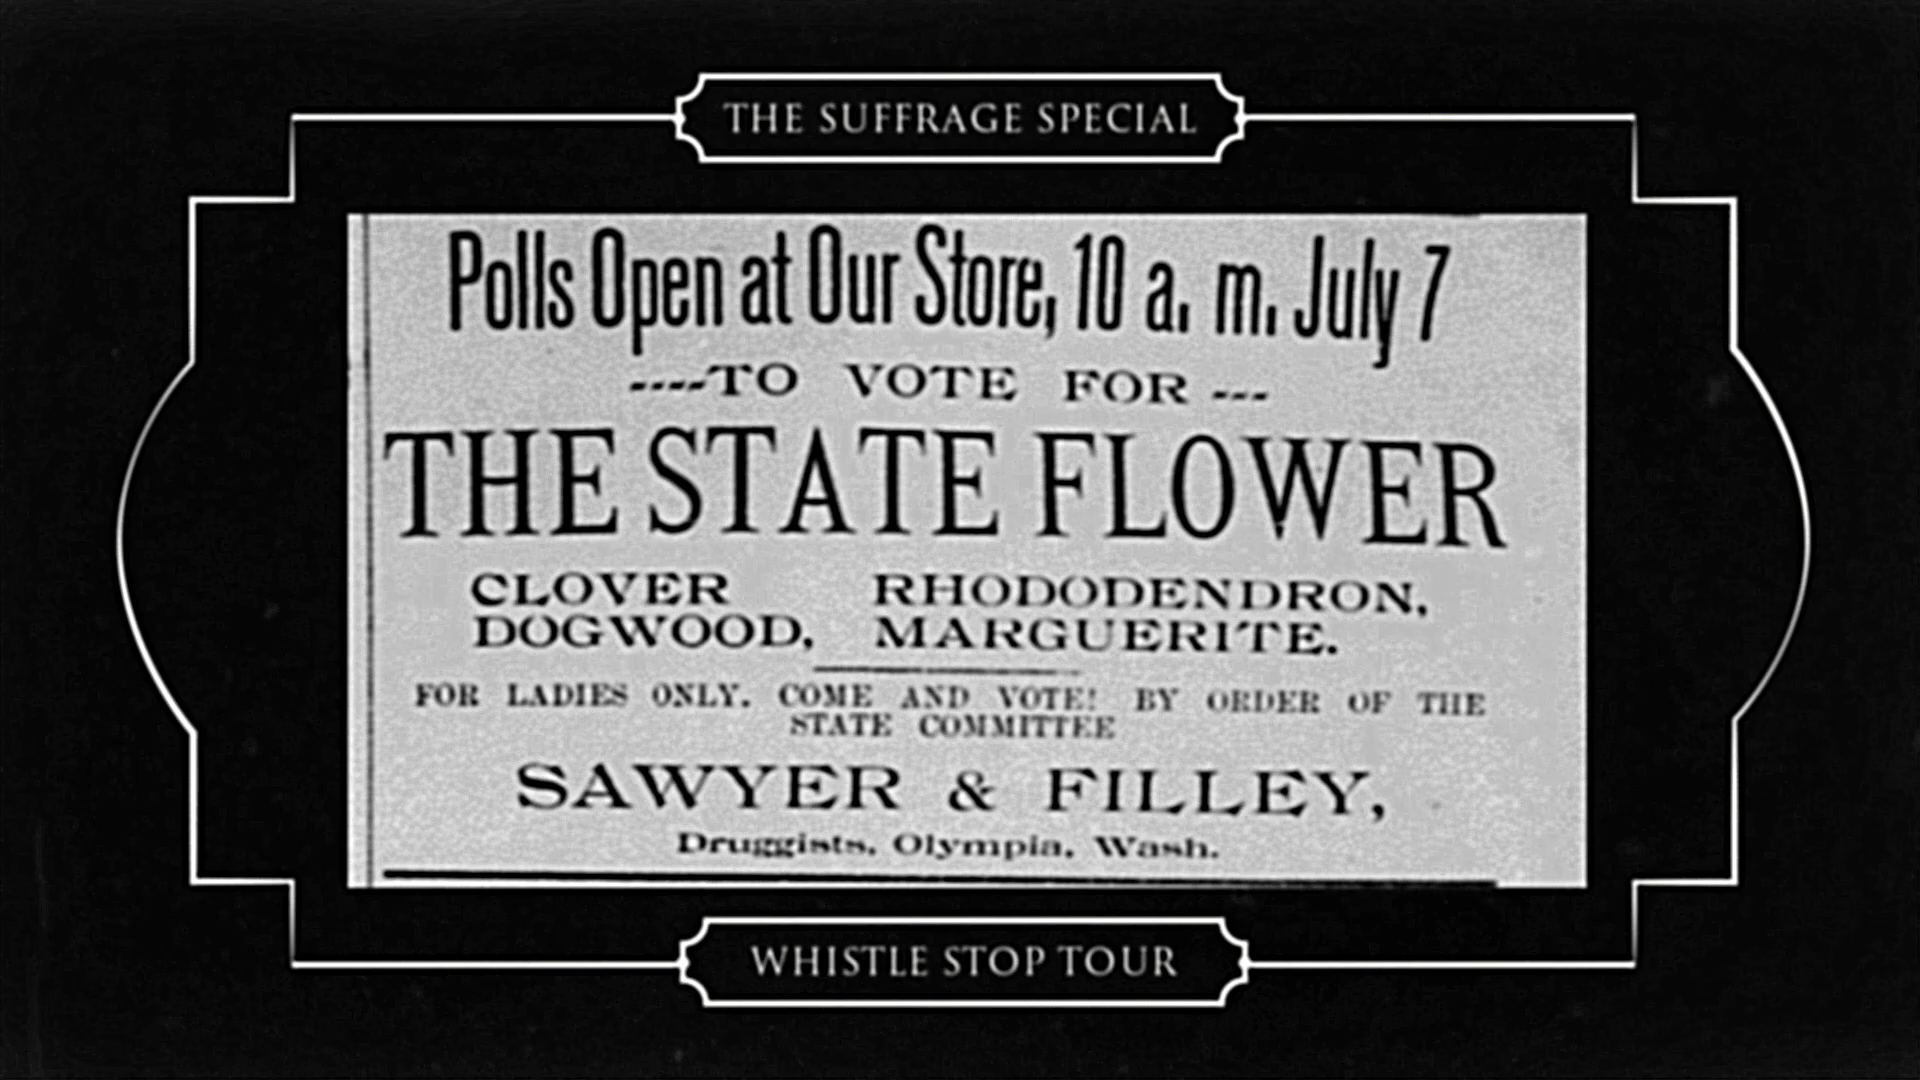 THE SUFFRAGE SPECIAL
Polls Open at Our Store, 10 a. m. July 7
----TO VOTE FOR ---
THE STATE FLOWER
CLOVER RHODODENDRON,
DOGWOOD, MARGUERITE.
FOR LADIES ONLY. COME AND VOTE! BY ORDER OF THE
STATE COMMITTEE
SAWYER & FILLEY,
Druggists, Olympia, Wash.
WHISTLE STOP TOUR